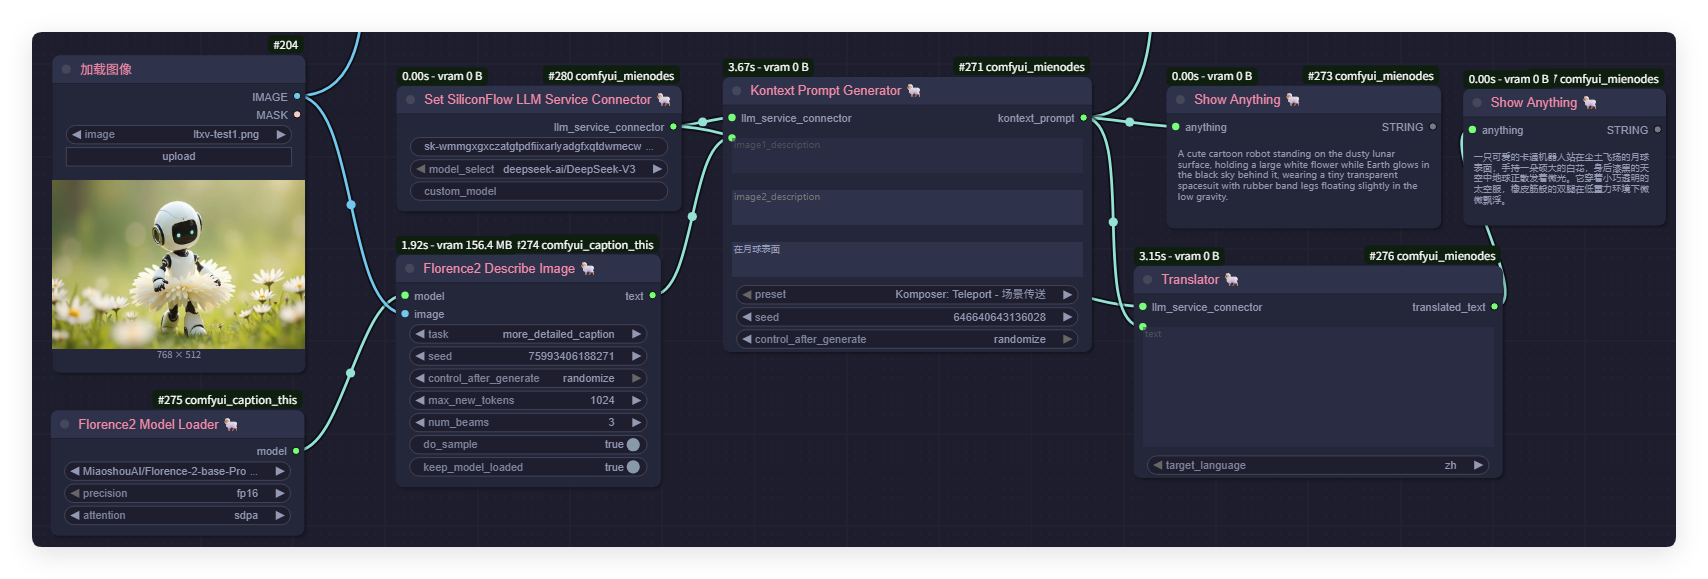 #204
加载图像
IMAGE
MASK
image
ltxv-test1.png
upload
768 × 512
#275 comfyui_caption_this
Florence2 Model Loader
model
MiaoshouAI/Florence-2-base-Pro ...
precision
fp16
attention
sdpa
0.00s - vram 0 B
#280 comfyui_mienodes
Set SiliconFlow LLM Service Connector
llm_service_connector
sk-wmmgxgxczatgtpdfiixarlyadgfxqtdwmecw ...
model_select
deepseek-ai/DeepSeek-V3
custom_model
1.92s - vram 156.4 MB
#274 comfyui_caption_this
Florence2 Describe Image
model
text
image
task
more_detailed_caption
seed
75993406188271
control_after_generate
randomize
max_new_tokens
1024
num_beams
3
do_sample
true
keep_model_loaded
true
3.67s - vram 0 B
#271 comfyui_mienodes
Kontext Prompt Generator
llm_service_connector
kontext_prompt
image1_description
image2_description
在月球表面
preset
Komposer: Teleport - 场景传送
seed
646640643136028
control_after_generate
randomize
0.00s - vram 0 B
#273 comfyui_mienodes
Show Anything
anything
STRING
A cute cartoon robot standing on the dusty lunar
surface, holding a large white flower while Earth glows in
the black sky behind it, wearing a tiny transparent
spacesuit with rubber band legs floating slightly in the
low gravity.
0.00s - vram 0 B
comfyui_mienodes
Show Anything
anything
STRING
一只可爱的卡通机器人站在尘土飞扬的月球
表面，手持一朵硕大的白花，身后漆黑的天
空中地球正散发着微光。它穿着小巧透明的
太空服，橡皮筋般的双腿在低重力环境下微
微飘浮。
3.15s - vram 0 B
#276 comfyui_mienodes
Translator
llm_service_connector
translated_text
text
target_language
zh